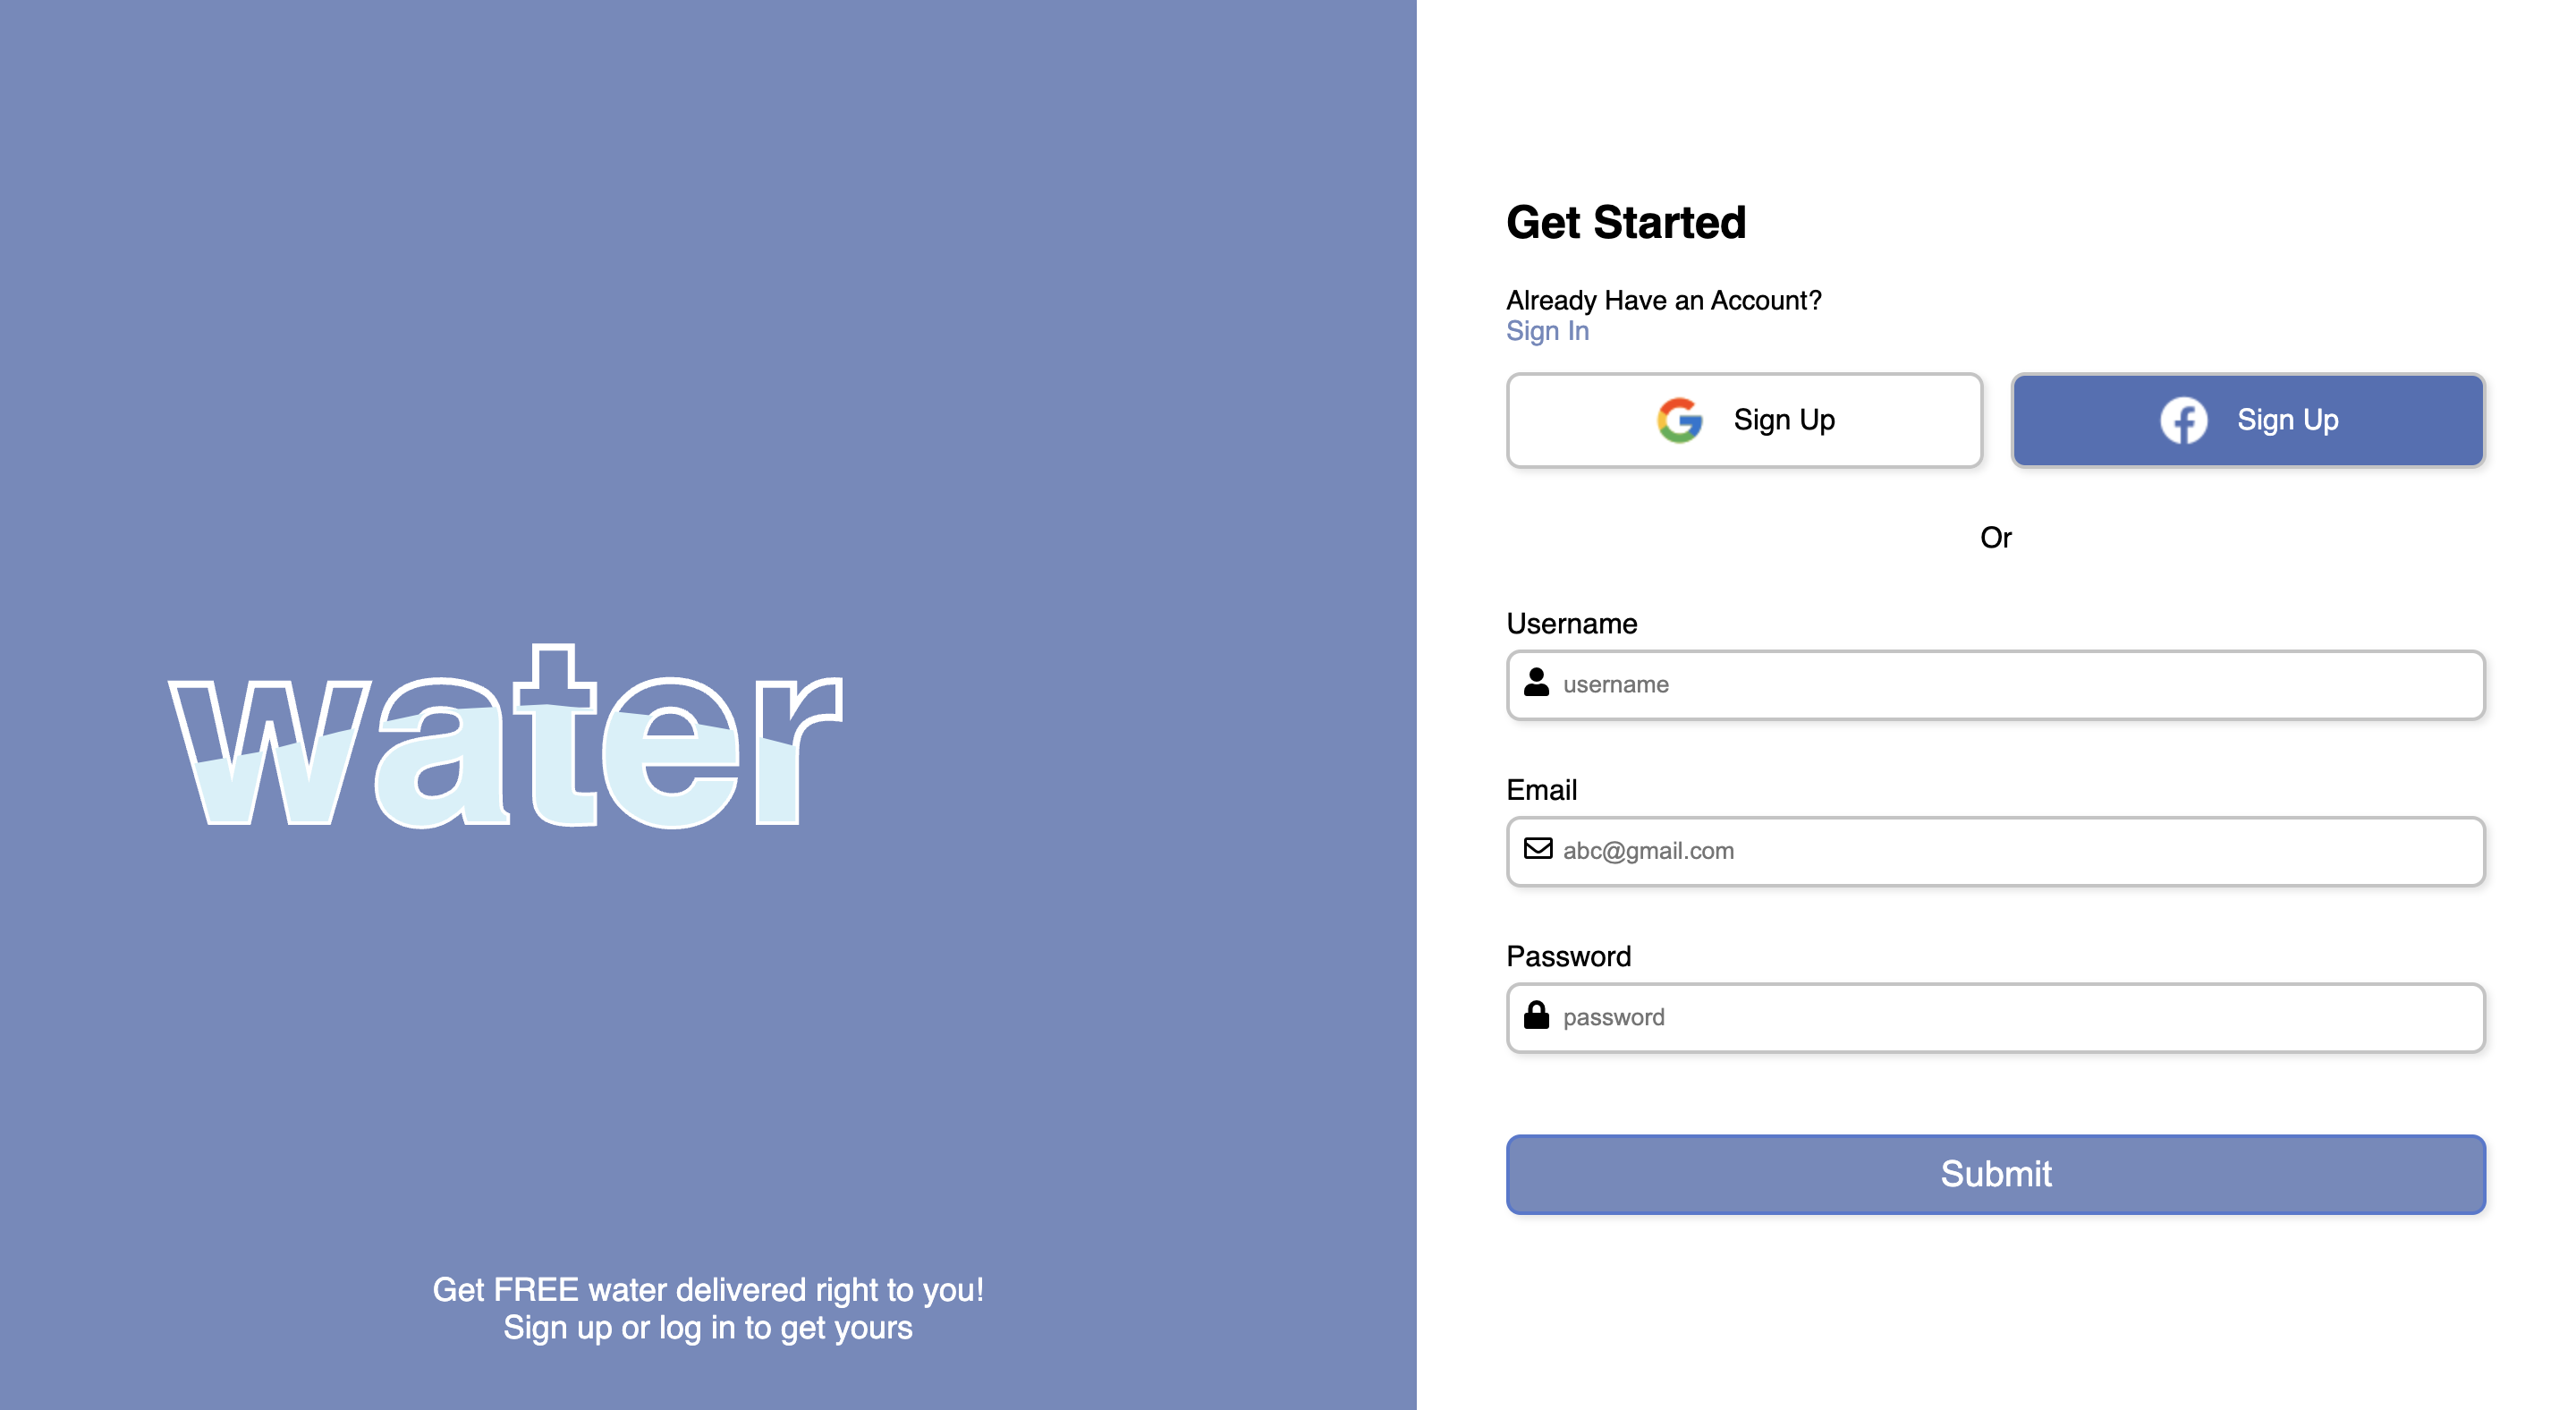 water
Get FREE water delivered right to you!
Sign up or log in to get yours
Get Started
Already Have an Account?
Sign In
Sign Up
Sign Up
Or
Username
username
Email
abc@gmail.com
Password
password
Submit